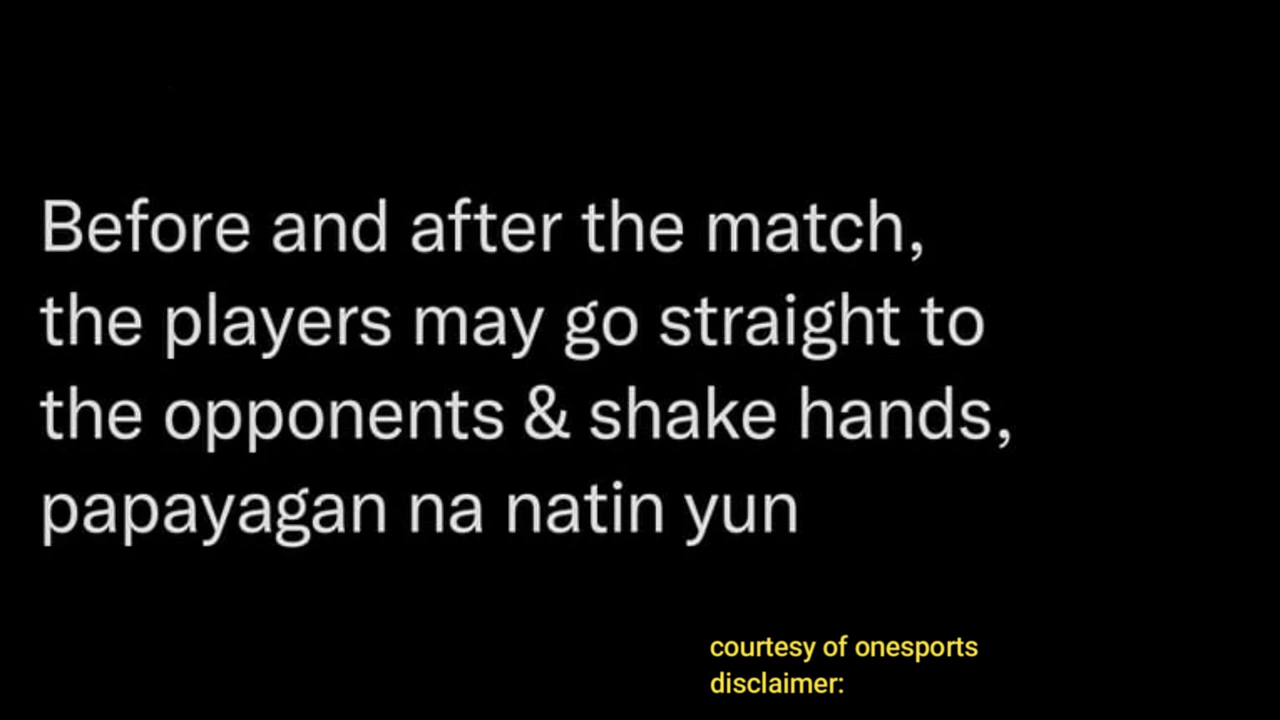 Before and after the match,
the players may go straight to
the opponents & shake hands,
papayagan na natin yun
courtesy of onesports
disclaimer: